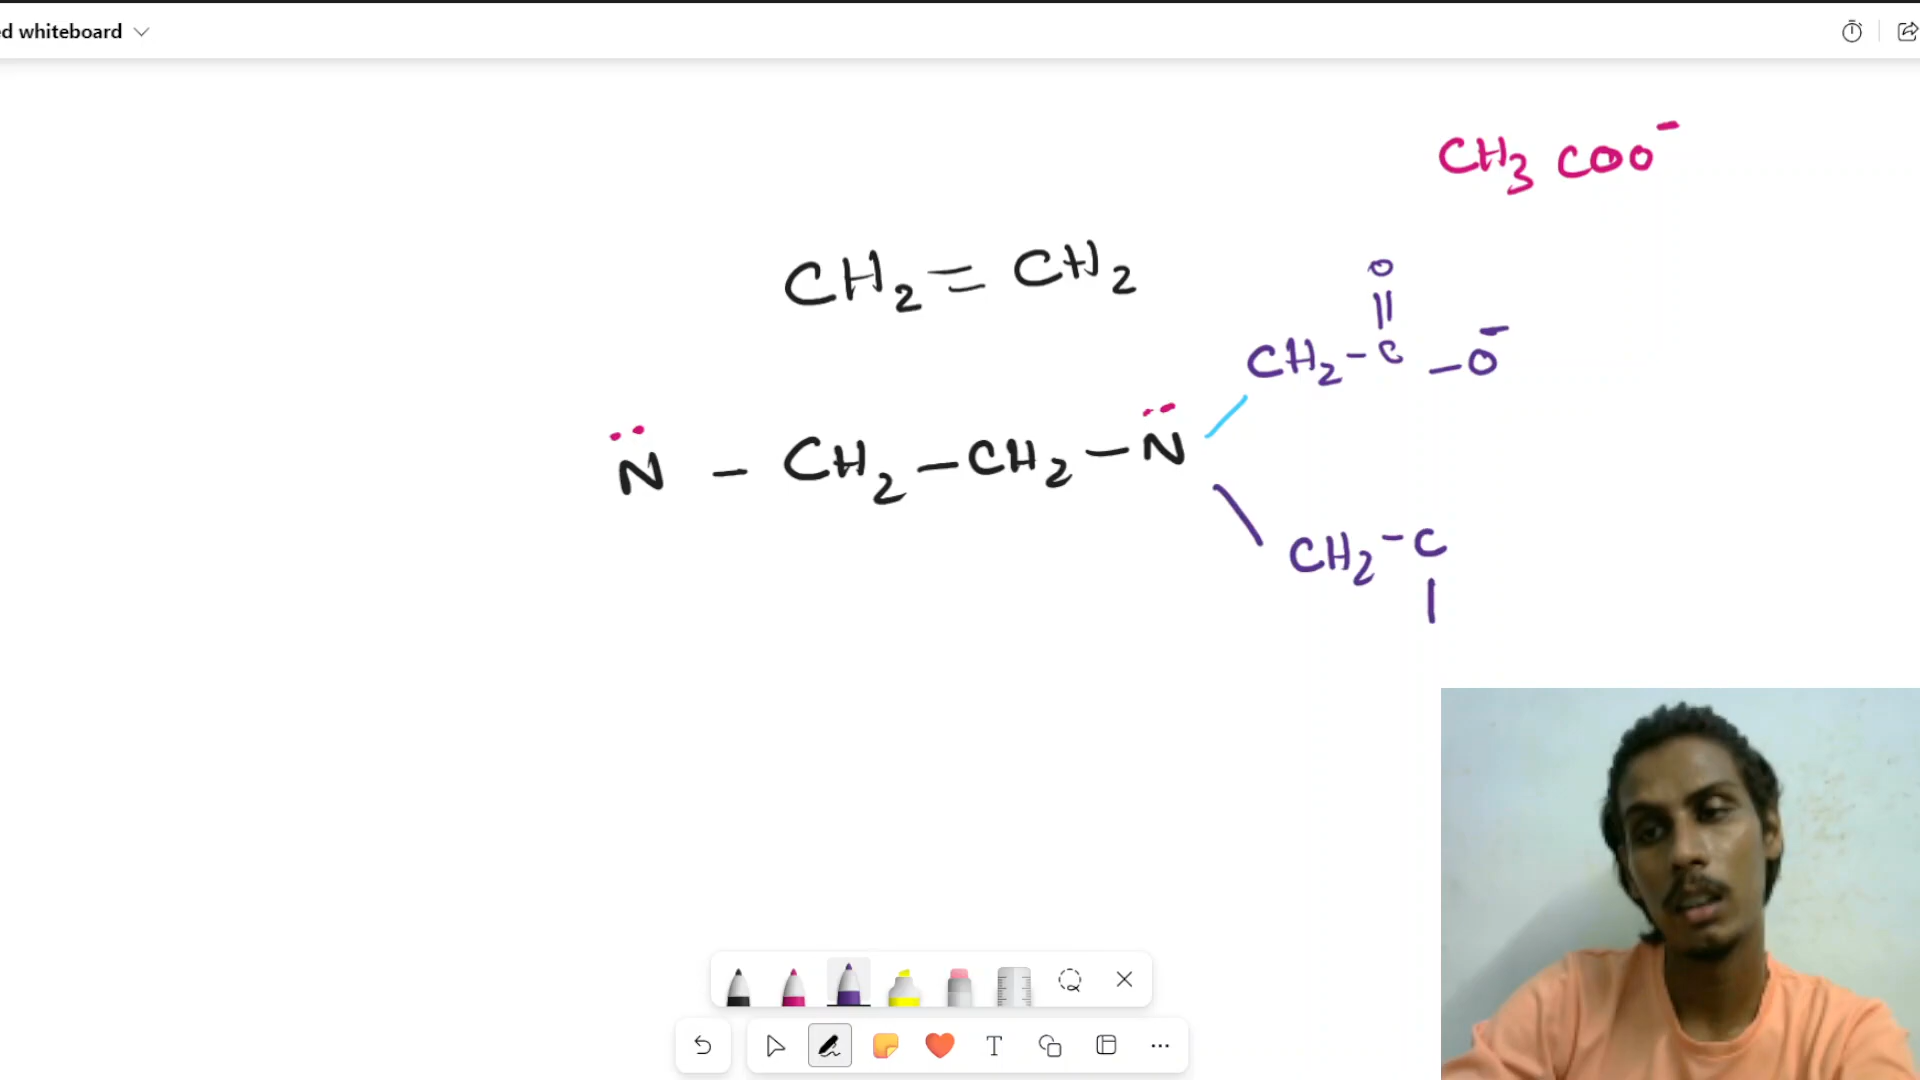 d whiteboard
CH3 COO-
CH2 = CH2
O
||
CH2 - C - O-
N̈ - CH2 - CH2 - N̈
CH2 - C
|
T